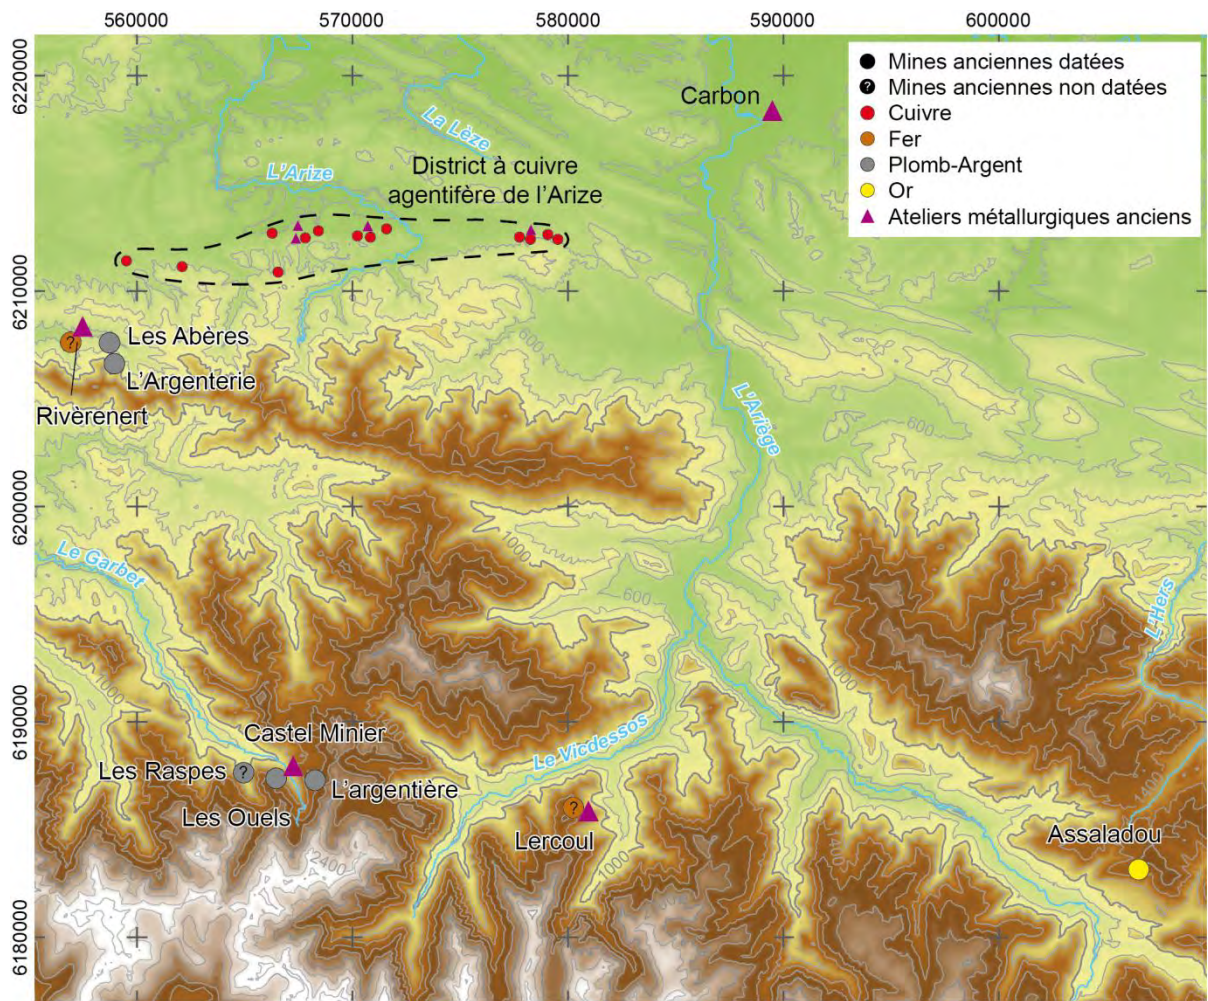 560000
570000
580000
590000
600000
6220000
6210000
6200000
6190000
6180000
Mines anciennes datées
? Mines anciennes non datées
Cuivre
Fer
Plomb-Argent
Or
Ateliers métallurgiques anciens
Carbon
La Lèze
L'Arize
District à cuivre
agentifère de l'Arize
600
?
Les Abères
L'Argenterie
Rivèrenert
L'Ariège
600
Le Garbet
1000
600
L'Hers
1000
1000
Castel Minier
Le Vicdessos
Les Raspes
?
L'argentière
Les Ouels
?
Lercoul
1000
2400
Assaladou